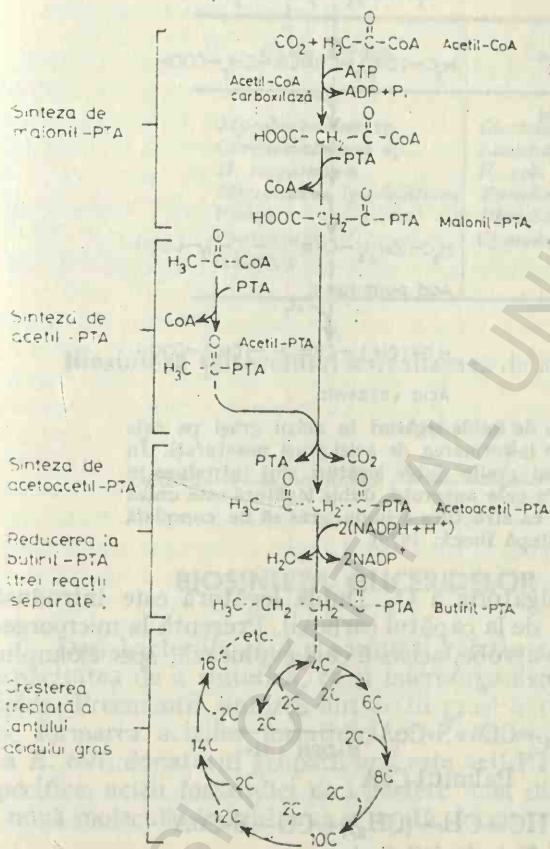 O
CO₂ + H₃C-C-CoA Acetil-CoA
ATP
Acetil-CoA
carboxilază
ADP + P
Sinteza de
malonil-PTA
O
HOOC-CH₂-C-CoA
PTA
CoA
O
HOOC-CH₂-C-PTA Malonil-PTA
O
H₃C-C-CoA
PTA
Sinteza de
acetil-PTA
CoA
O
Acetil-PTA
H₃C-C-PTA
PTA CO₂
Sinteza de
acetoacetil-PTA
O O
H₃C-C-CH₂-C-PTA Acetoacetil-PTA
2(NADPH + H⁺)
Reducerea la
butiril-PTA
(trei reacții
separate)
H₂C 2NADP⁺
O
H₃C-CH₂-CH₂-C-PTA Butiril-PTA
etc.
16C 4C
2C 2C 2C 6C
Creșterea
treptată a
lanțului
acidului gras
2C 2C
14C 8C
2C 2C
12C 2C
10C